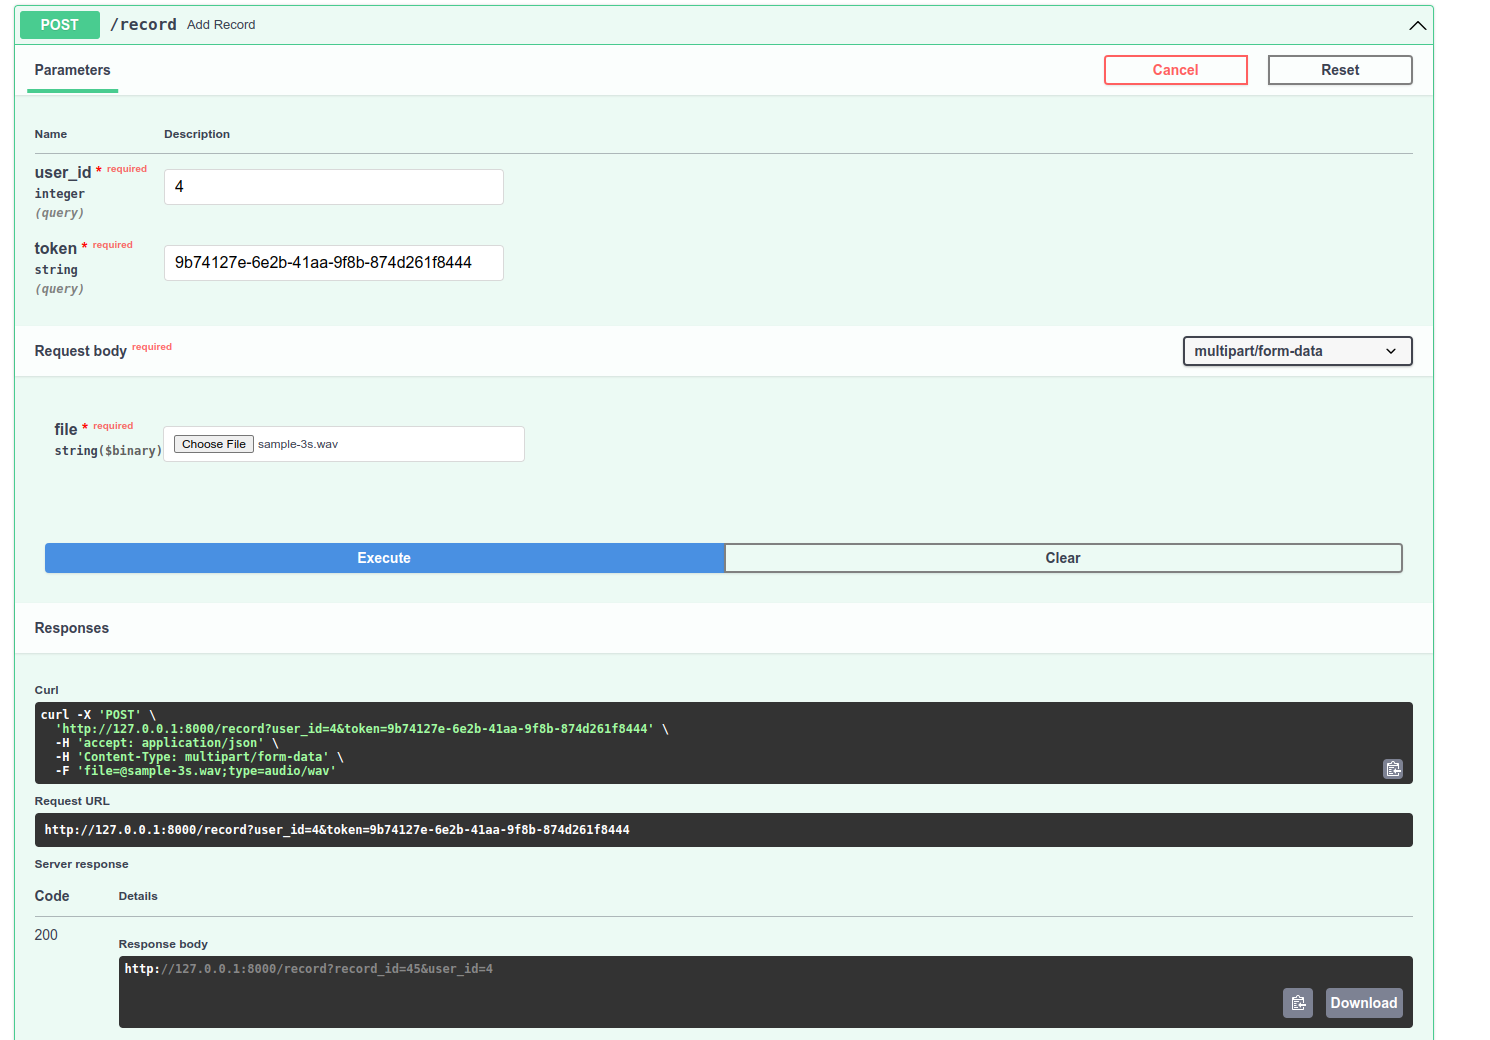 POST /record Add Record
Parameters
Cancel
Reset
Name Description
user_id * required
integer
(query)
4
token * required
string
(query)
9b74127e-6e2b-41aa-9f8b-874d261f8444
Request body required
multipart/form-data
file * required
string($binary)
Choose File sample-3s.wav
Execute
Clear
Responses
Curl
curl -X 'POST' \
'http://127.0.0.1:8000/record?user_id=4&token=9b74127e-6e2b-41aa-9f8b-874d261f8444' \
-H 'accept: application/json' \
-H 'Content-Type: multipart/form-data' \
-F 'file=@sample-3s.wav;type=audio/wav'
Request URL
http://127.0.0.1:8000/record?user_id=4&token=9b74127e-6e2b-41aa-9f8b-874d261f8444
Server response
Code Details
200
Response body
http://127.0.0.1:8000/record?record_id=45&user_id=4
Download